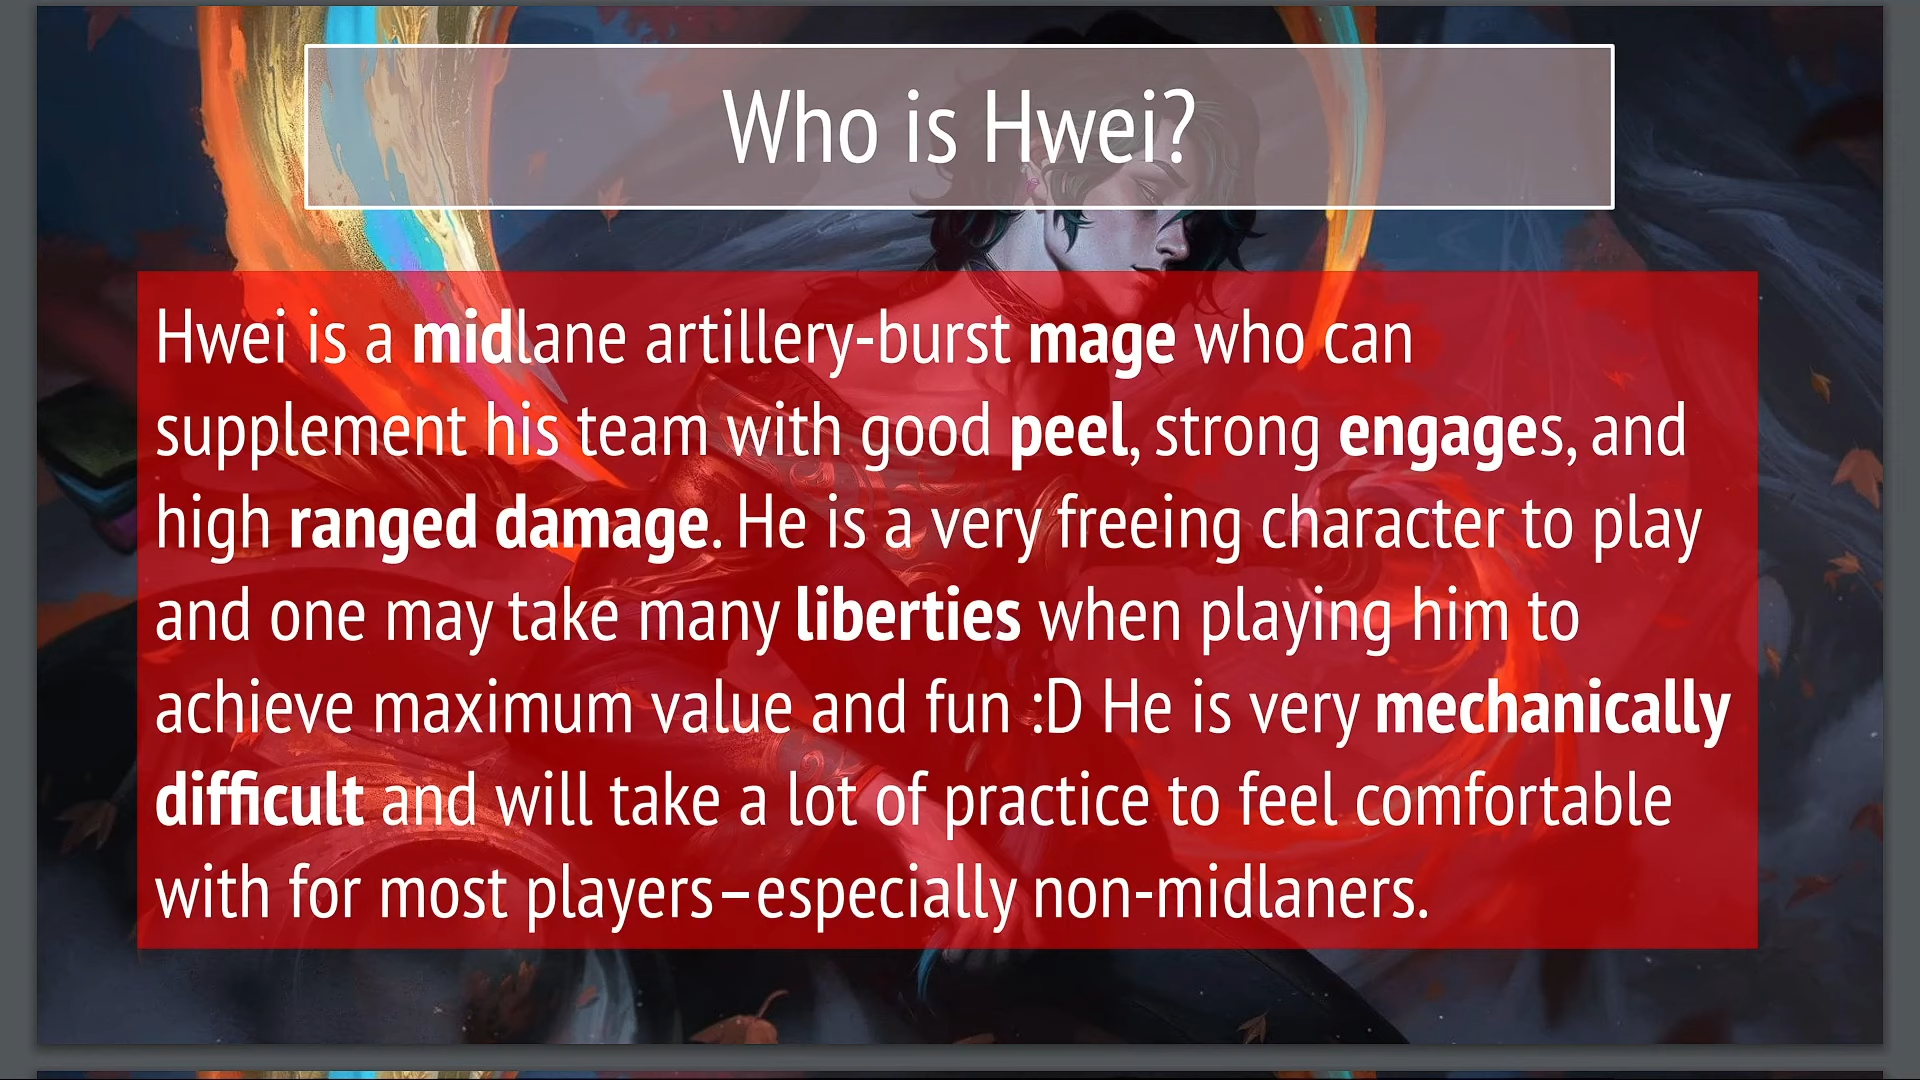 Who is Hwei?
Hwei is a midlane artillery-burst mage who can
supplement his team with good peel, strong engages, and
high ranged damage. He is a very freeing character to play
and one may take many liberties when playing him to
achieve maximum value and fun :D He is very mechanically
difficult and will take a lot of practice to feel comfortable
with for most players–especially non-midlaners.